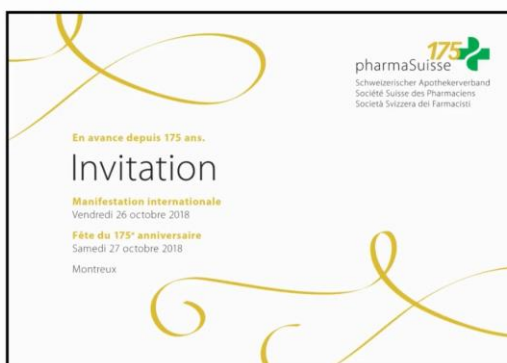 175
pharmaSuisse
Schweizerischer Apothekerverband
Société Suisse des Pharmaciens
Società Svizzera dei Farmacisti
En avance depuis 175 ans.
Invitation
Manifestation internationale
Vendredi 26 octobre 2018
Fête du 175e anniversaire
Samedi 27 octobre 2018
Montreux